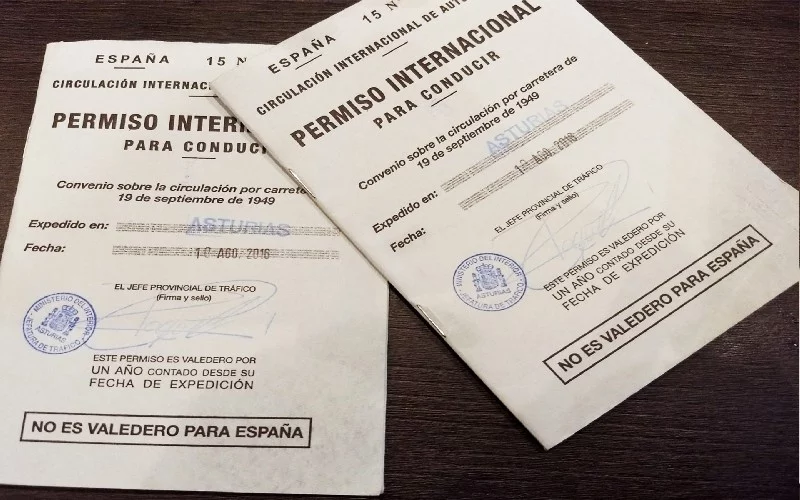 ESPAÑA 15 N
CIRCULACIÓN INTERNAC
PERMISO INTER
PARA CONDUCI
Convenio sobre la circulación por carretera
19 de septiembre de 1949
Expedido en: ASTURIAS
Fecha: 10 AGO. 2016
EL JEFE PROVINCIAL DE TRÁFICO
(Firma y sello)
MINISTERIO DEL INTERIOR
ASTURIAS
JEFATURA DE TRÁFICO
ESTE PERMISO ES VALEDERO POR
UN AÑO CONTADO DESDE SU
FECHA DE EXPEDICIÓN
NO ES VALEDERO PARA ESPAÑA
ESPAÑA 15 N
CIRCULACIÓN INTERNACIONAL DE AUTO
PERMISO INTERNACIONAL
PARA CONDUCIR
Convenio sobre la circulación por carretera de
19 de septiembre de 1949
Expedido en: ASTURIAS
Fecha: 10 AGO. 2016
EL JEFE PROVINCIAL DE TRÁFICO
(Firma y sello)
MINISTERIO DEL INTERIOR
ASTURIAS
JEFATURA DE TRÁFICO
ESTE PERMISO ES VALEDERO POR
UN AÑO CONTADO DESDE SU
FECHA DE EXPEDICIÓN
NO ES VALEDERO PARA ESPAÑA